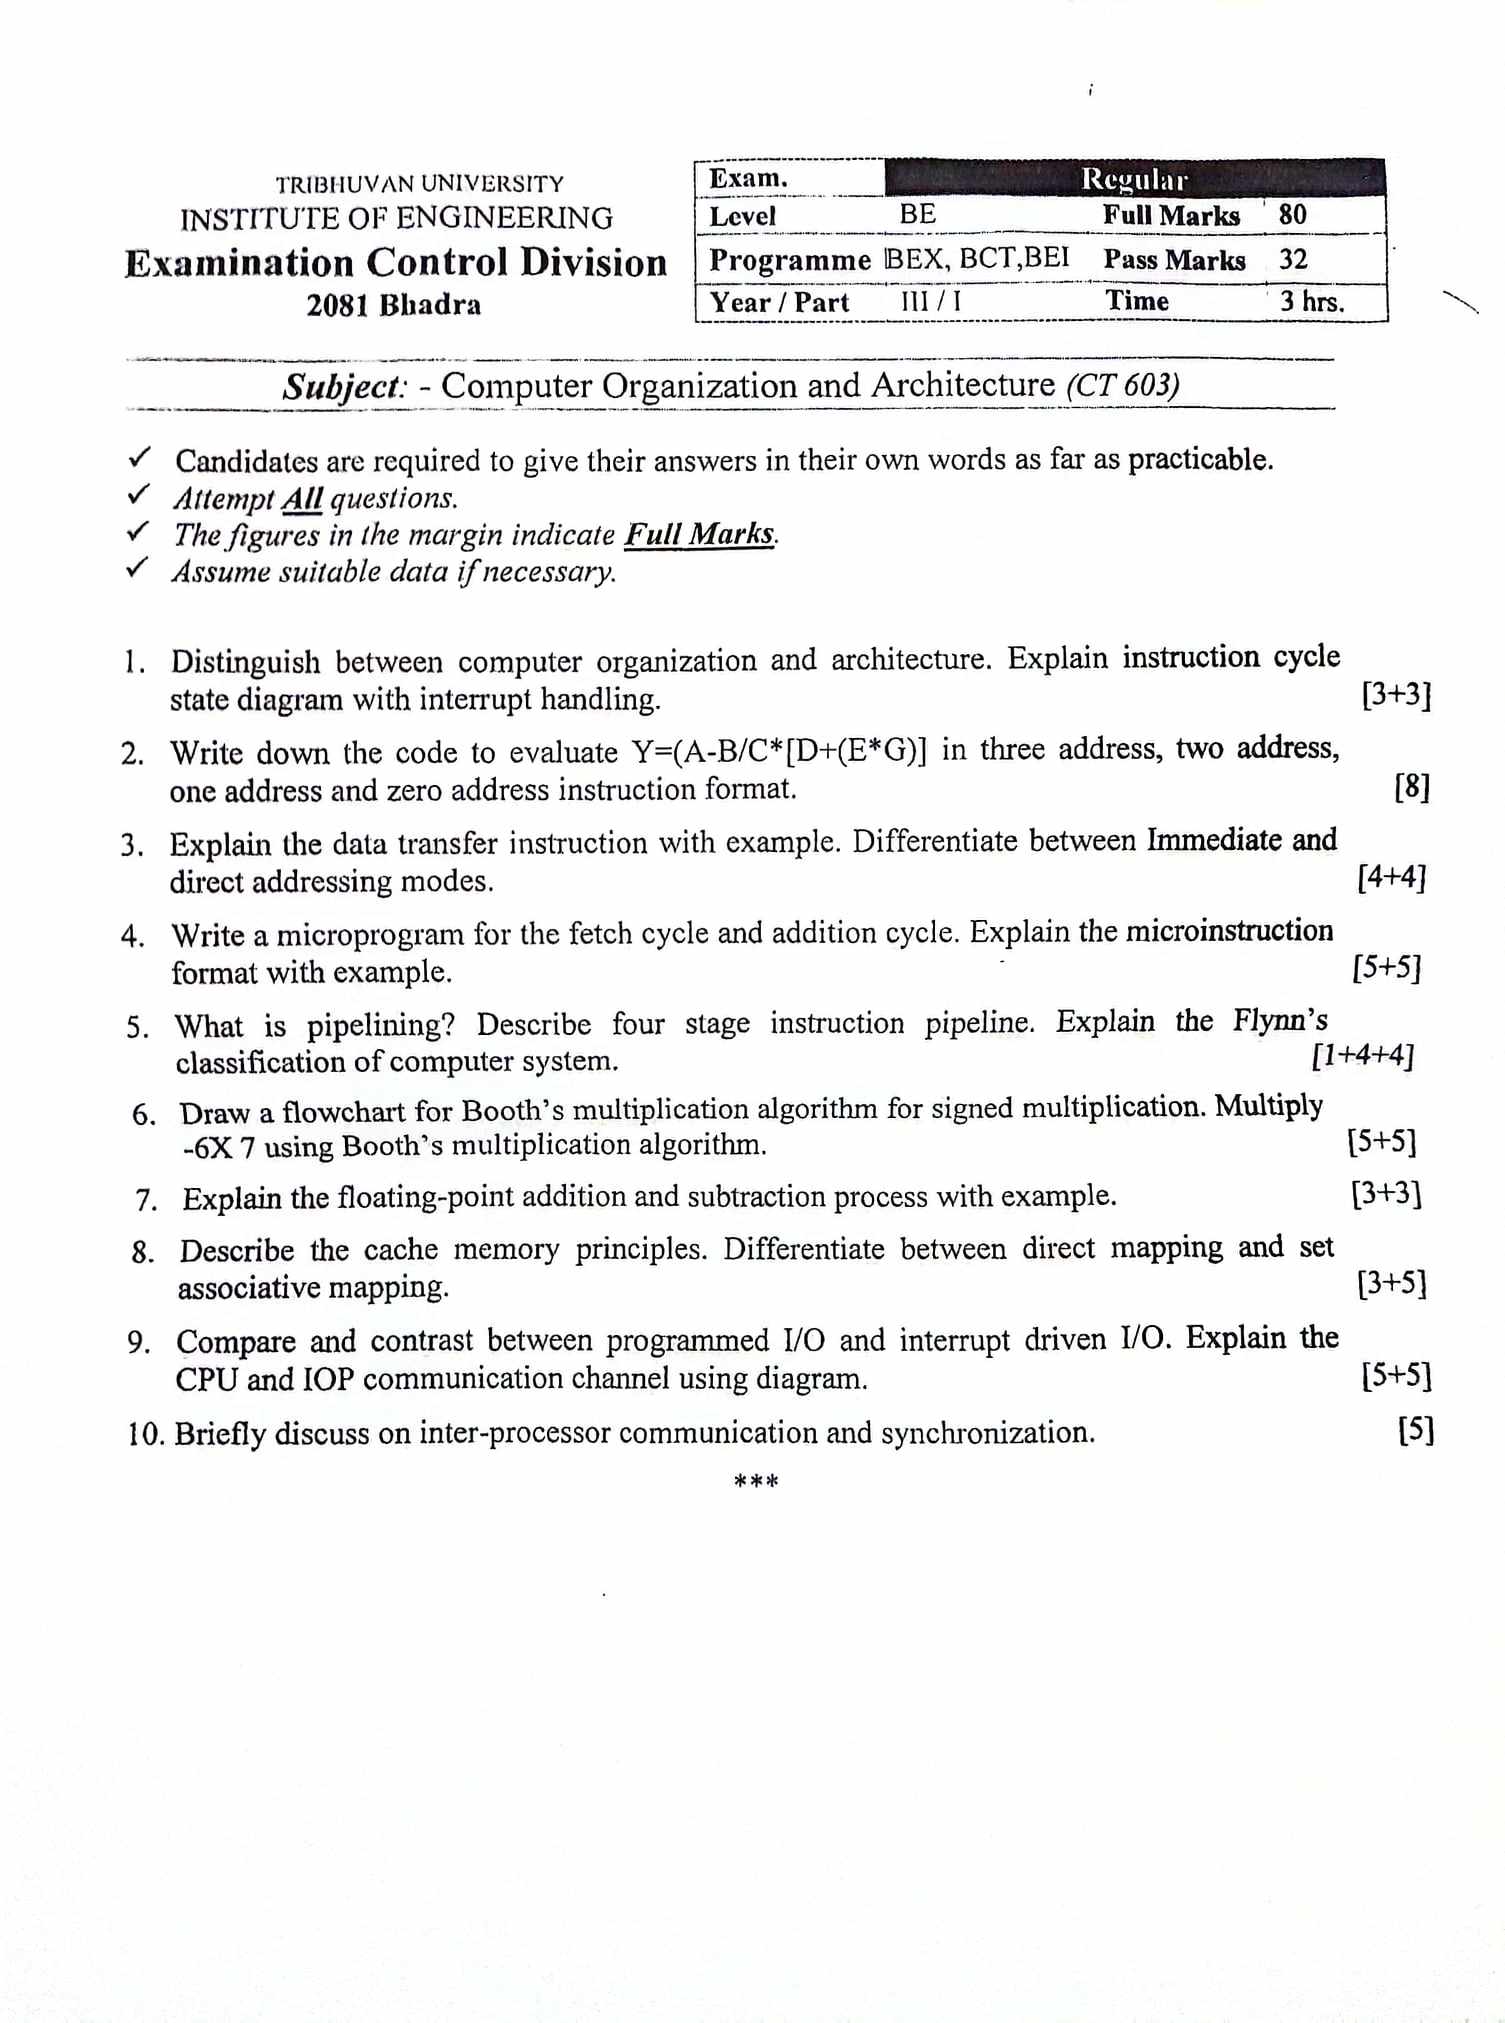 TRIBHUVAN UNIVERSITY
INSTITUTE OF ENGINEERING
Examination Control Division
2081 Bhadra
Exam. Regular
Level BE Full Marks 80
Programme BEX, BCT,BEI Pass Marks 32
Year / Part III / I Time 3 hrs.
Subject: - Computer Organization and Architecture (CT 603)
✓ Candidates are required to give their answers in their own words as far as practicable.
✓ Attempt All questions.
✓ The figures in the margin indicate Full Marks.
✓ Assume suitable data if necessary.
1. Distinguish between computer organization and architecture. Explain instruction cycle
state diagram with interrupt handling. [3+3]
2. Write down the code to evaluate Y=(A-B/C*[D+(E*G)] in three address, two address,
one address and zero address instruction format. [8]
3. Explain the data transfer instruction with example. Differentiate between Immediate and
direct addressing modes. [4+4]
4. Write a microprogram for the fetch cycle and addition cycle. Explain the microinstruction
format with example. [5+5]
5. What is pipelining? Describe four stage instruction pipeline. Explain the Flynn's
classification of computer system. [1+4+4]
6. Draw a flowchart for Booth's multiplication algorithm for signed multiplication. Multiply
-6X 7 using Booth's multiplication algorithm. [5+5]
7. Explain the floating-point addition and subtraction process with example. [3+3]
8. Describe the cache memory principles. Differentiate between direct mapping and set
associative mapping. [3+5]
9. Compare and contrast between programmed I/O and interrupt driven I/O. Explain the
CPU and IOP communication channel using diagram. [5+5]
10. Briefly discuss on inter-processor communication and synchronization. [5]
***